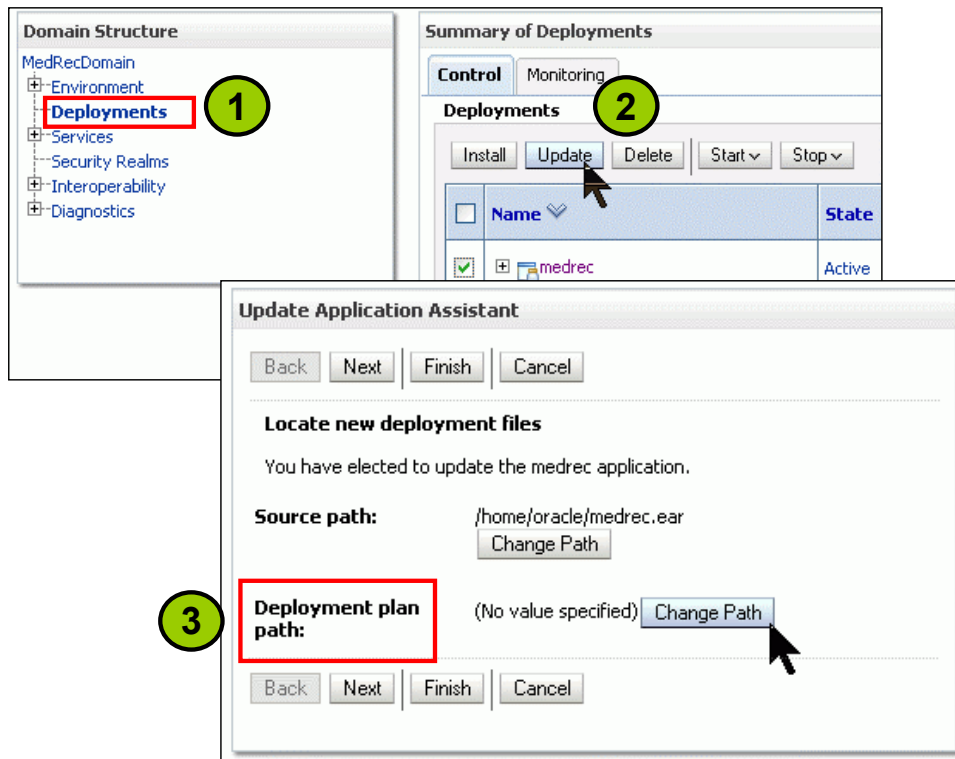 Domain Structure
MedRecDomain
Environment
Deployments
Services
Security Realms
Interoperability
Diagnostics
1
Summary of Deployments
Control Monitoring
Deployments
2
Install Update Delete Start Stop
Name State
medrec Active
Update Application Assistant
Back Next Finish Cancel
Locate new deployment files
You have elected to update the medrec application.
Source path: /home/oracle/medrec.ear
Change Path
3
Deployment plan path: (No value specified) Change Path
Back Next Finish Cancel